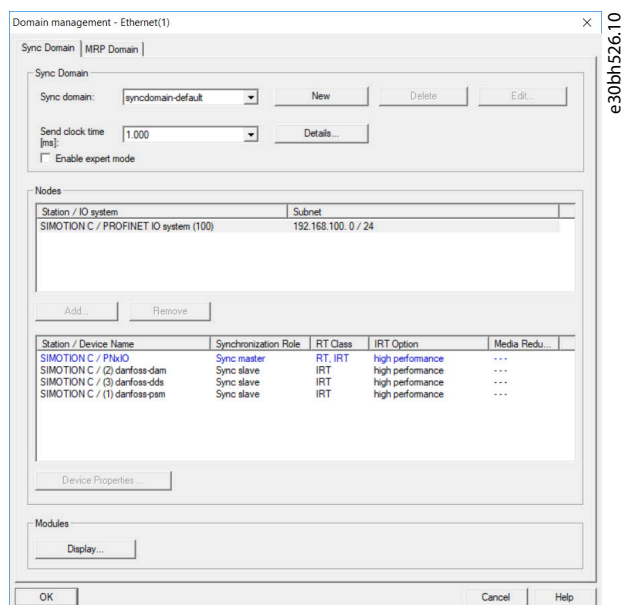 Domain management - Ethernet(1)
Sync Domain MRP Domain
Sync Domain
Sync domain: syncdomain-default New Delete Edit...
Send clock time
[ms]: 1.000 Details...
Enable expert mode
Nodes
Station / IO system Subnet
SIMOTION C / PROFINET IO system (100) 192.168.100. 0 / 24
Add... Remove
Station / Device Name Synchronization Role RT Class IRT Option Media Redu...
SIMOTION C / PNxIO Sync master RT, IRT high performance ---
SIMOTION C / (2) danfoss-dam Sync slave IRT high performance ---
SIMOTION C / (3) danfoss-dds Sync slave IRT high performance ---
SIMOTION C / (1) danfoss-psm Sync slave IRT high performance ---
Device Properties ...
Modules
Display...
OK Cancel Help
e30bh526.10